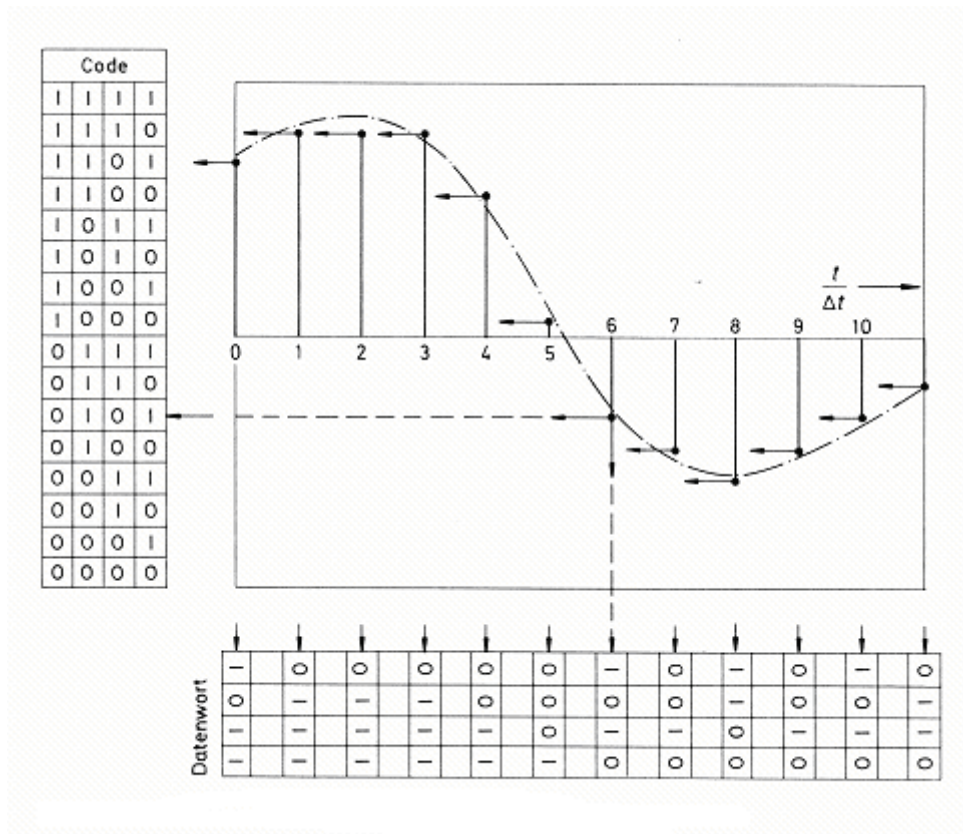 Code
1 1 1 1
1 1 1 0
1 1 0 1
1 1 0 0
1 0 1 1
1 0 1 0
1 0 0 1
1 0 0 0
0 1 1 1
0 1 1 0
0 1 0 1
0 1 0 0
0 0 1 1
0 0 1 0
0 0 0 1
0 0 0 0
t
Δt
6 7 8 9 10
0 1 2 3 4 5
Datenwort
1 0 0 0 0 0 1 0 1 0 1 0
0 1 1 1 0 0 0 0 1 0 0 1
1 1 1 1 1 0 1 1 0 1 1 1
1 1 1 1 1 1 0 0 0 0 0 0